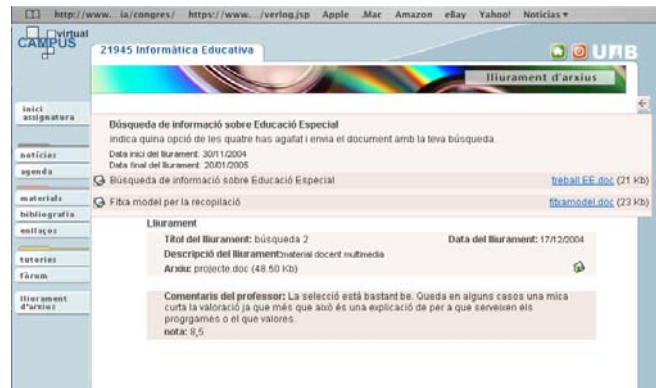 http://www... ia/congres/ https://www.../verlog.jsp Apple .Mac Amazon eBay Yahoo! Noticias
virtual
CAMPUS
21945 Informàtica Educativa
UAB
lliurament d'arxius
inici
assignatura
notícies
agenda
materials
bibliografia
enllaços
tutories
fòrum
lliurament
d'arxius
Búsqueda de informació sobre Educació Especial
indica quina opció de les quatre has agafat i envia el document amb la teva búsqueda.
Data inici del lliurament: 30/11/2004
Data final del lliurament: 20/01/2005
Búsqueda de informació sobre Educació Especial treball EE.doc (21 Kb)
Fitxa model per la recopilació fitxamodel.doc (23 Kb)
Lliurament
Títol del lliurament: búsqueda 2 Data del lliurament: 17/12/2004
Descripció del lliurament: material docent multimedia
Arxiu: projecte.doc (48.50 Kb)
Comentaris del professor: La selecció está bastant be. Queda en alguns casos una mica
curta la valoració ja que més que això és una explicació de per a que serveixen els
progrgames o el que valores.
nota: 8,5